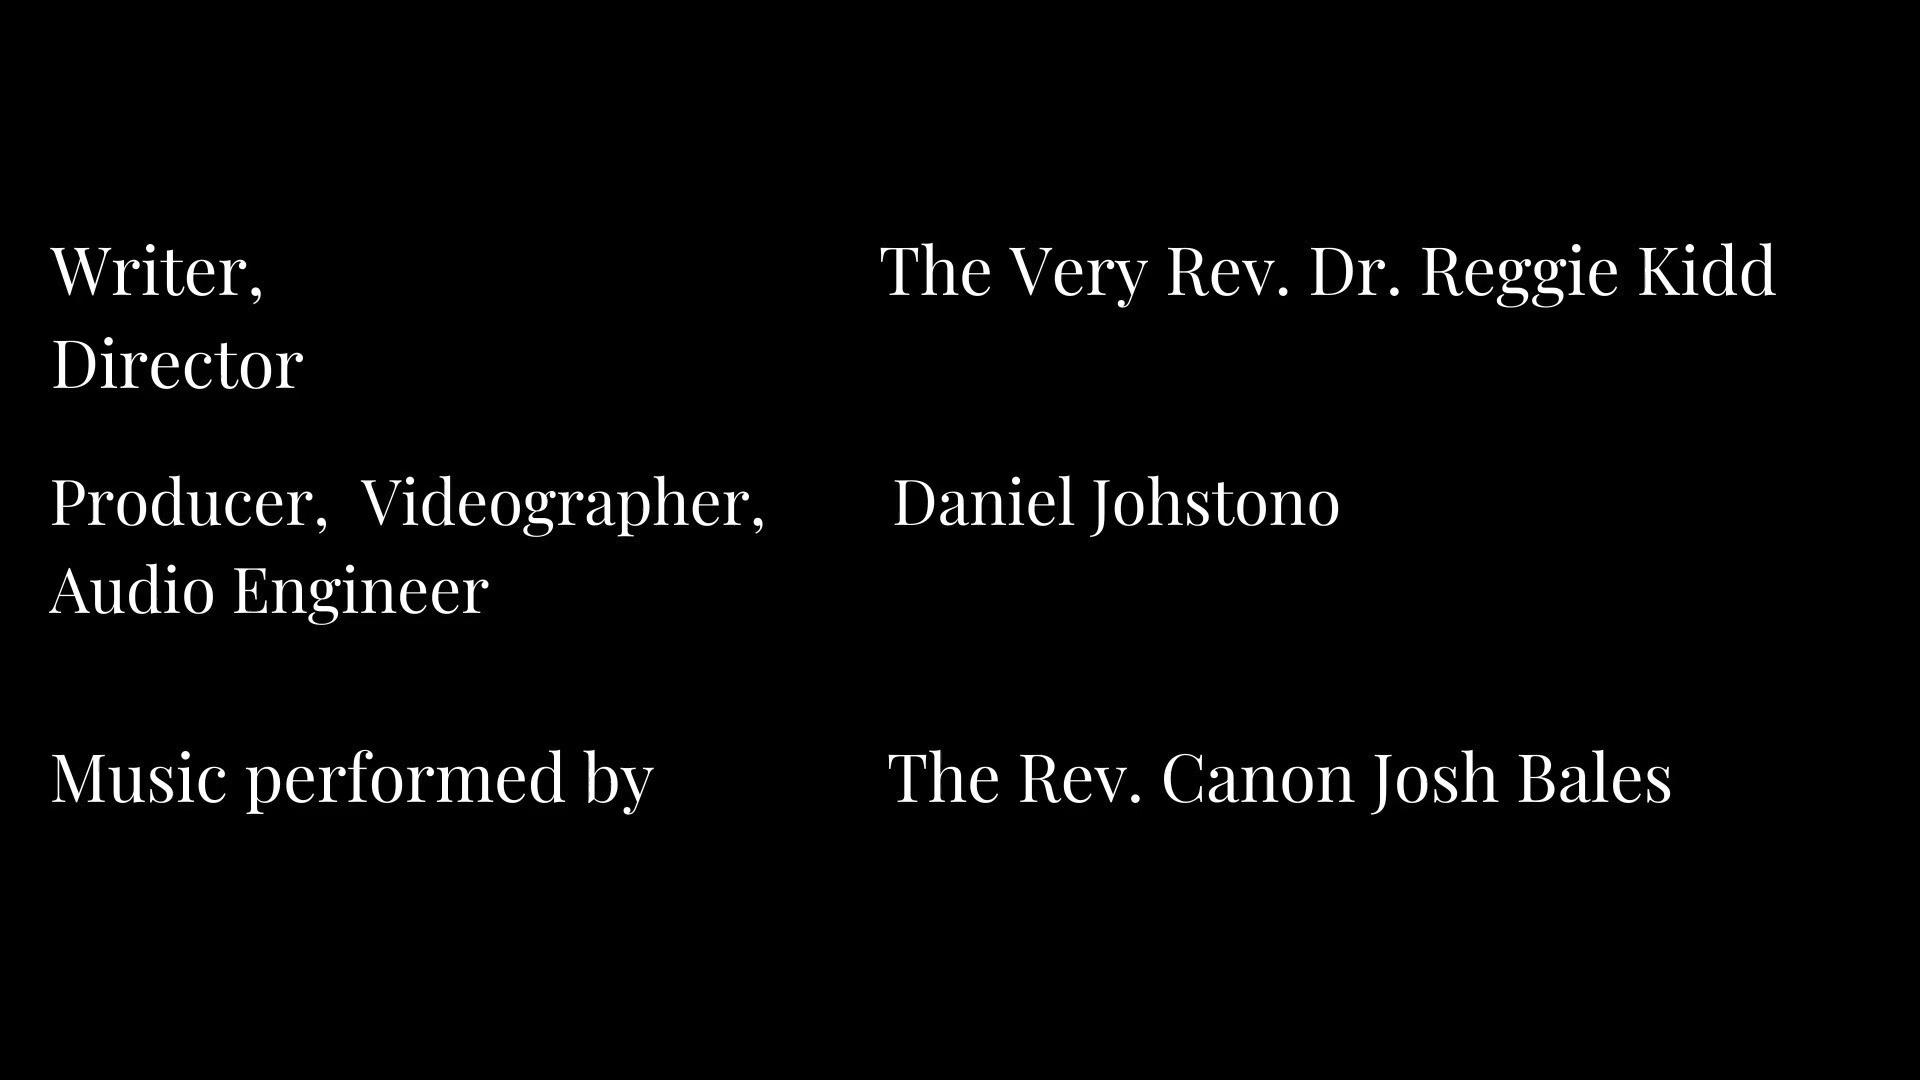 Writer, The Very Rev. Dr. Reggie Kidd
Director
Producer, Videographer, Daniel Johstono
Audio Engineer
Music performed by The Rev. Canon Josh Bales